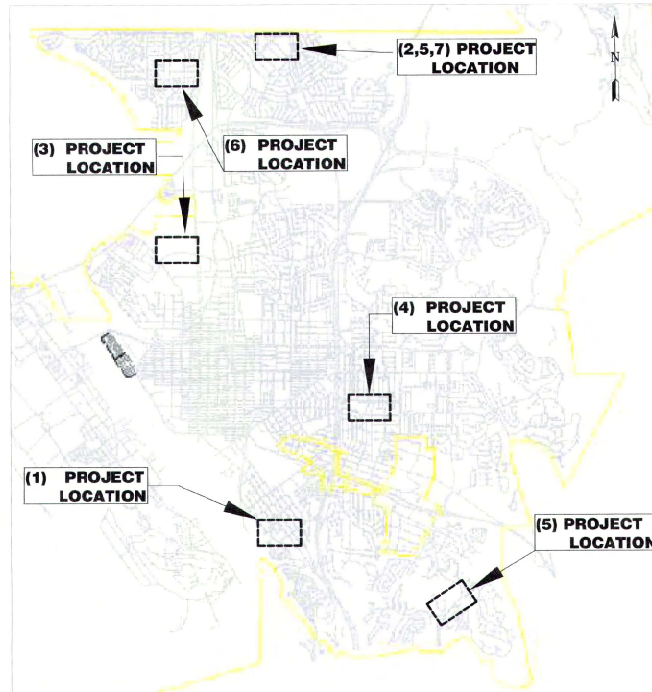 (2,5,7) PROJECT
LOCATION
N
(3) PROJECT
LOCATION
(6) PROJECT
LOCATION
(4) PROJECT
LOCATION
(1) PROJECT
LOCATION
(5) PROJECT
LOCATION